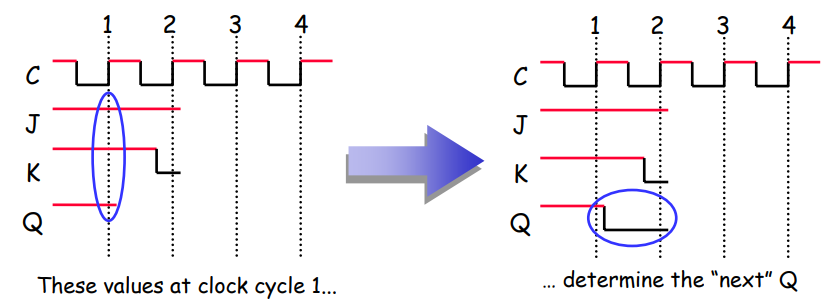 1 2 3 4
C
J
K
Q
These values at clock cycle 1...
1 2 3 4
C
J
K
Q
... determine the “next” Q